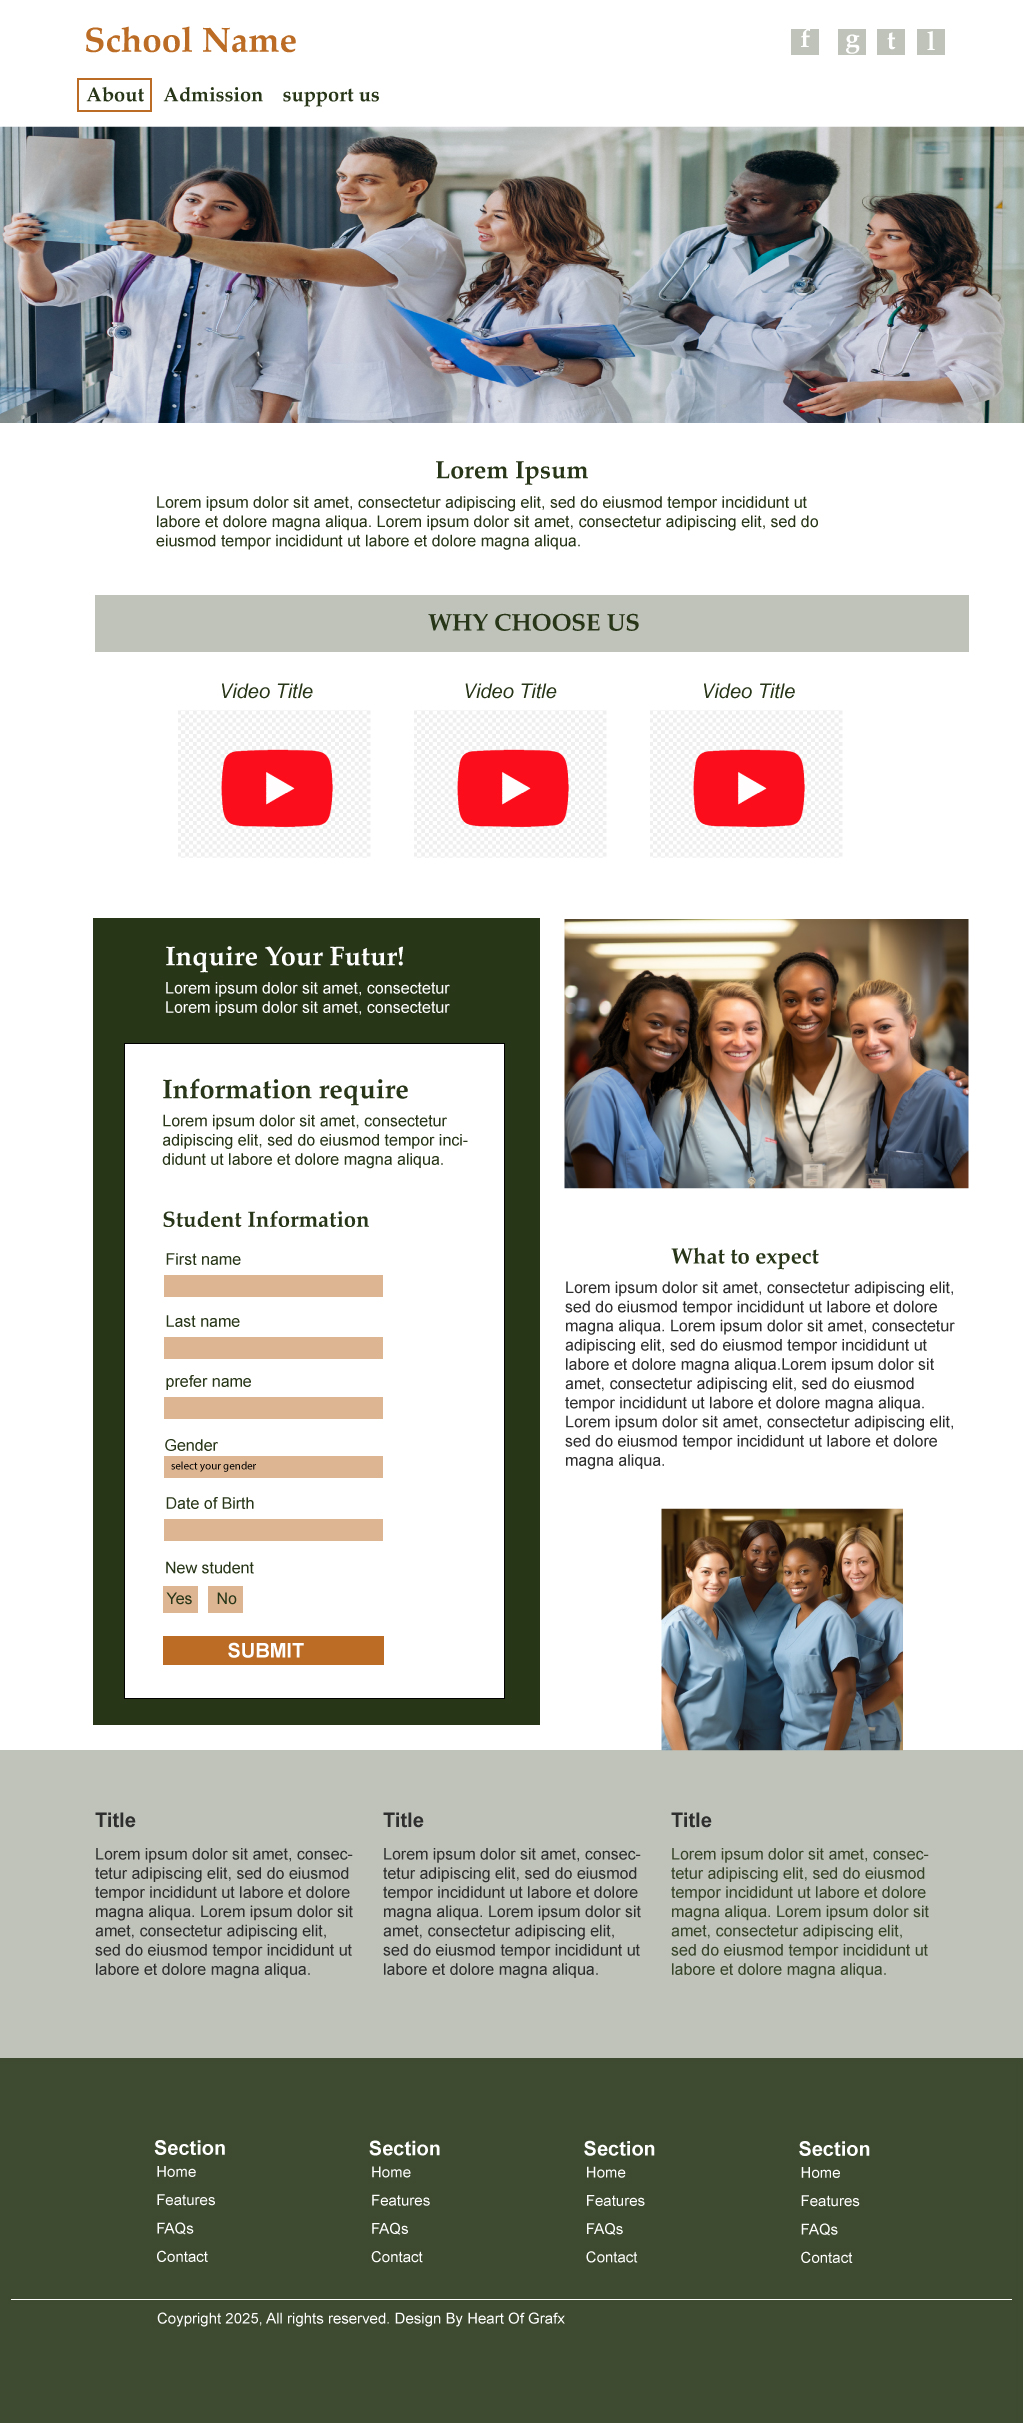 School Name
f g t l
About Admission support us
Lorem Ipsum
Lorem ipsum dolor sit amet, consectetur adipiscing elit, sed do eiusmod tempor incididunt ut
labore et dolore magna aliqua. Lorem ipsum dolor sit amet, consectetur adipiscing elit, sed do
eiusmod tempor incididunt ut labore et dolore magna aliqua.
WHY CHOOSE US
Video Title
Video Title
Video Title
Inquire Your Futur!
Lorem ipsum dolor sit amet, consectetur
Lorem ipsum dolor sit amet, consectetur
Information require
Lorem ipsum dolor sit amet, consectetur
adipiscing elit, sed do eiusmod tempor inci-
didunt ut labore et dolore magna aliqua.
Student Information
First name
Last name
prefer name
Gender
select your gender
Date of Birth
New student
Yes No
SUBMIT
What to expect
Lorem ipsum dolor sit amet, consectetur adipiscing elit,
sed do eiusmod tempor incididunt ut labore et dolore
magna aliqua. Lorem ipsum dolor sit amet, consectetur
adipiscing elit, sed do eiusmod tempor incididunt ut
labore et dolore magna aliqua.Lorem ipsum dolor sit
amet, consectetur adipiscing elit, sed do eiusmod
tempor incididunt ut labore et dolore magna aliqua.
Lorem ipsum dolor sit amet, consectetur adipiscing elit,
sed do eiusmod tempor incididunt ut labore et dolore
magna aliqua.
Title
Lorem ipsum dolor sit amet, consec-
tetur adipiscing elit, sed do eiusmod
tempor incididunt ut labore et dolore
magna aliqua. Lorem ipsum dolor sit
amet, consectetur adipiscing elit,
sed do eiusmod tempor incididunt ut
labore et dolore magna aliqua.
Title
Lorem ipsum dolor sit amet, consec-
tetur adipiscing elit, sed do eiusmod
tempor incididunt ut labore et dolore
magna aliqua. Lorem ipsum dolor sit
amet, consectetur adipiscing elit,
sed do eiusmod tempor incididunt ut
labore et dolore magna aliqua.
Title
Lorem ipsum dolor sit amet, consec-
tetur adipiscing elit, sed do eiusmod
tempor incididunt ut labore et dolore
magna aliqua. Lorem ipsum dolor sit
amet, consectetur adipiscing elit,
sed do eiusmod tempor incididunt ut
labore et dolore magna aliqua.
Section
Home
Features
FAQs
Contact
Section
Home
Features
FAQs
Contact
Section
Home
Features
FAQs
Contact
Section
Home
Features
FAQs
Contact
Coypright 2025, All rights reserved. Design By Heart Of Grafx